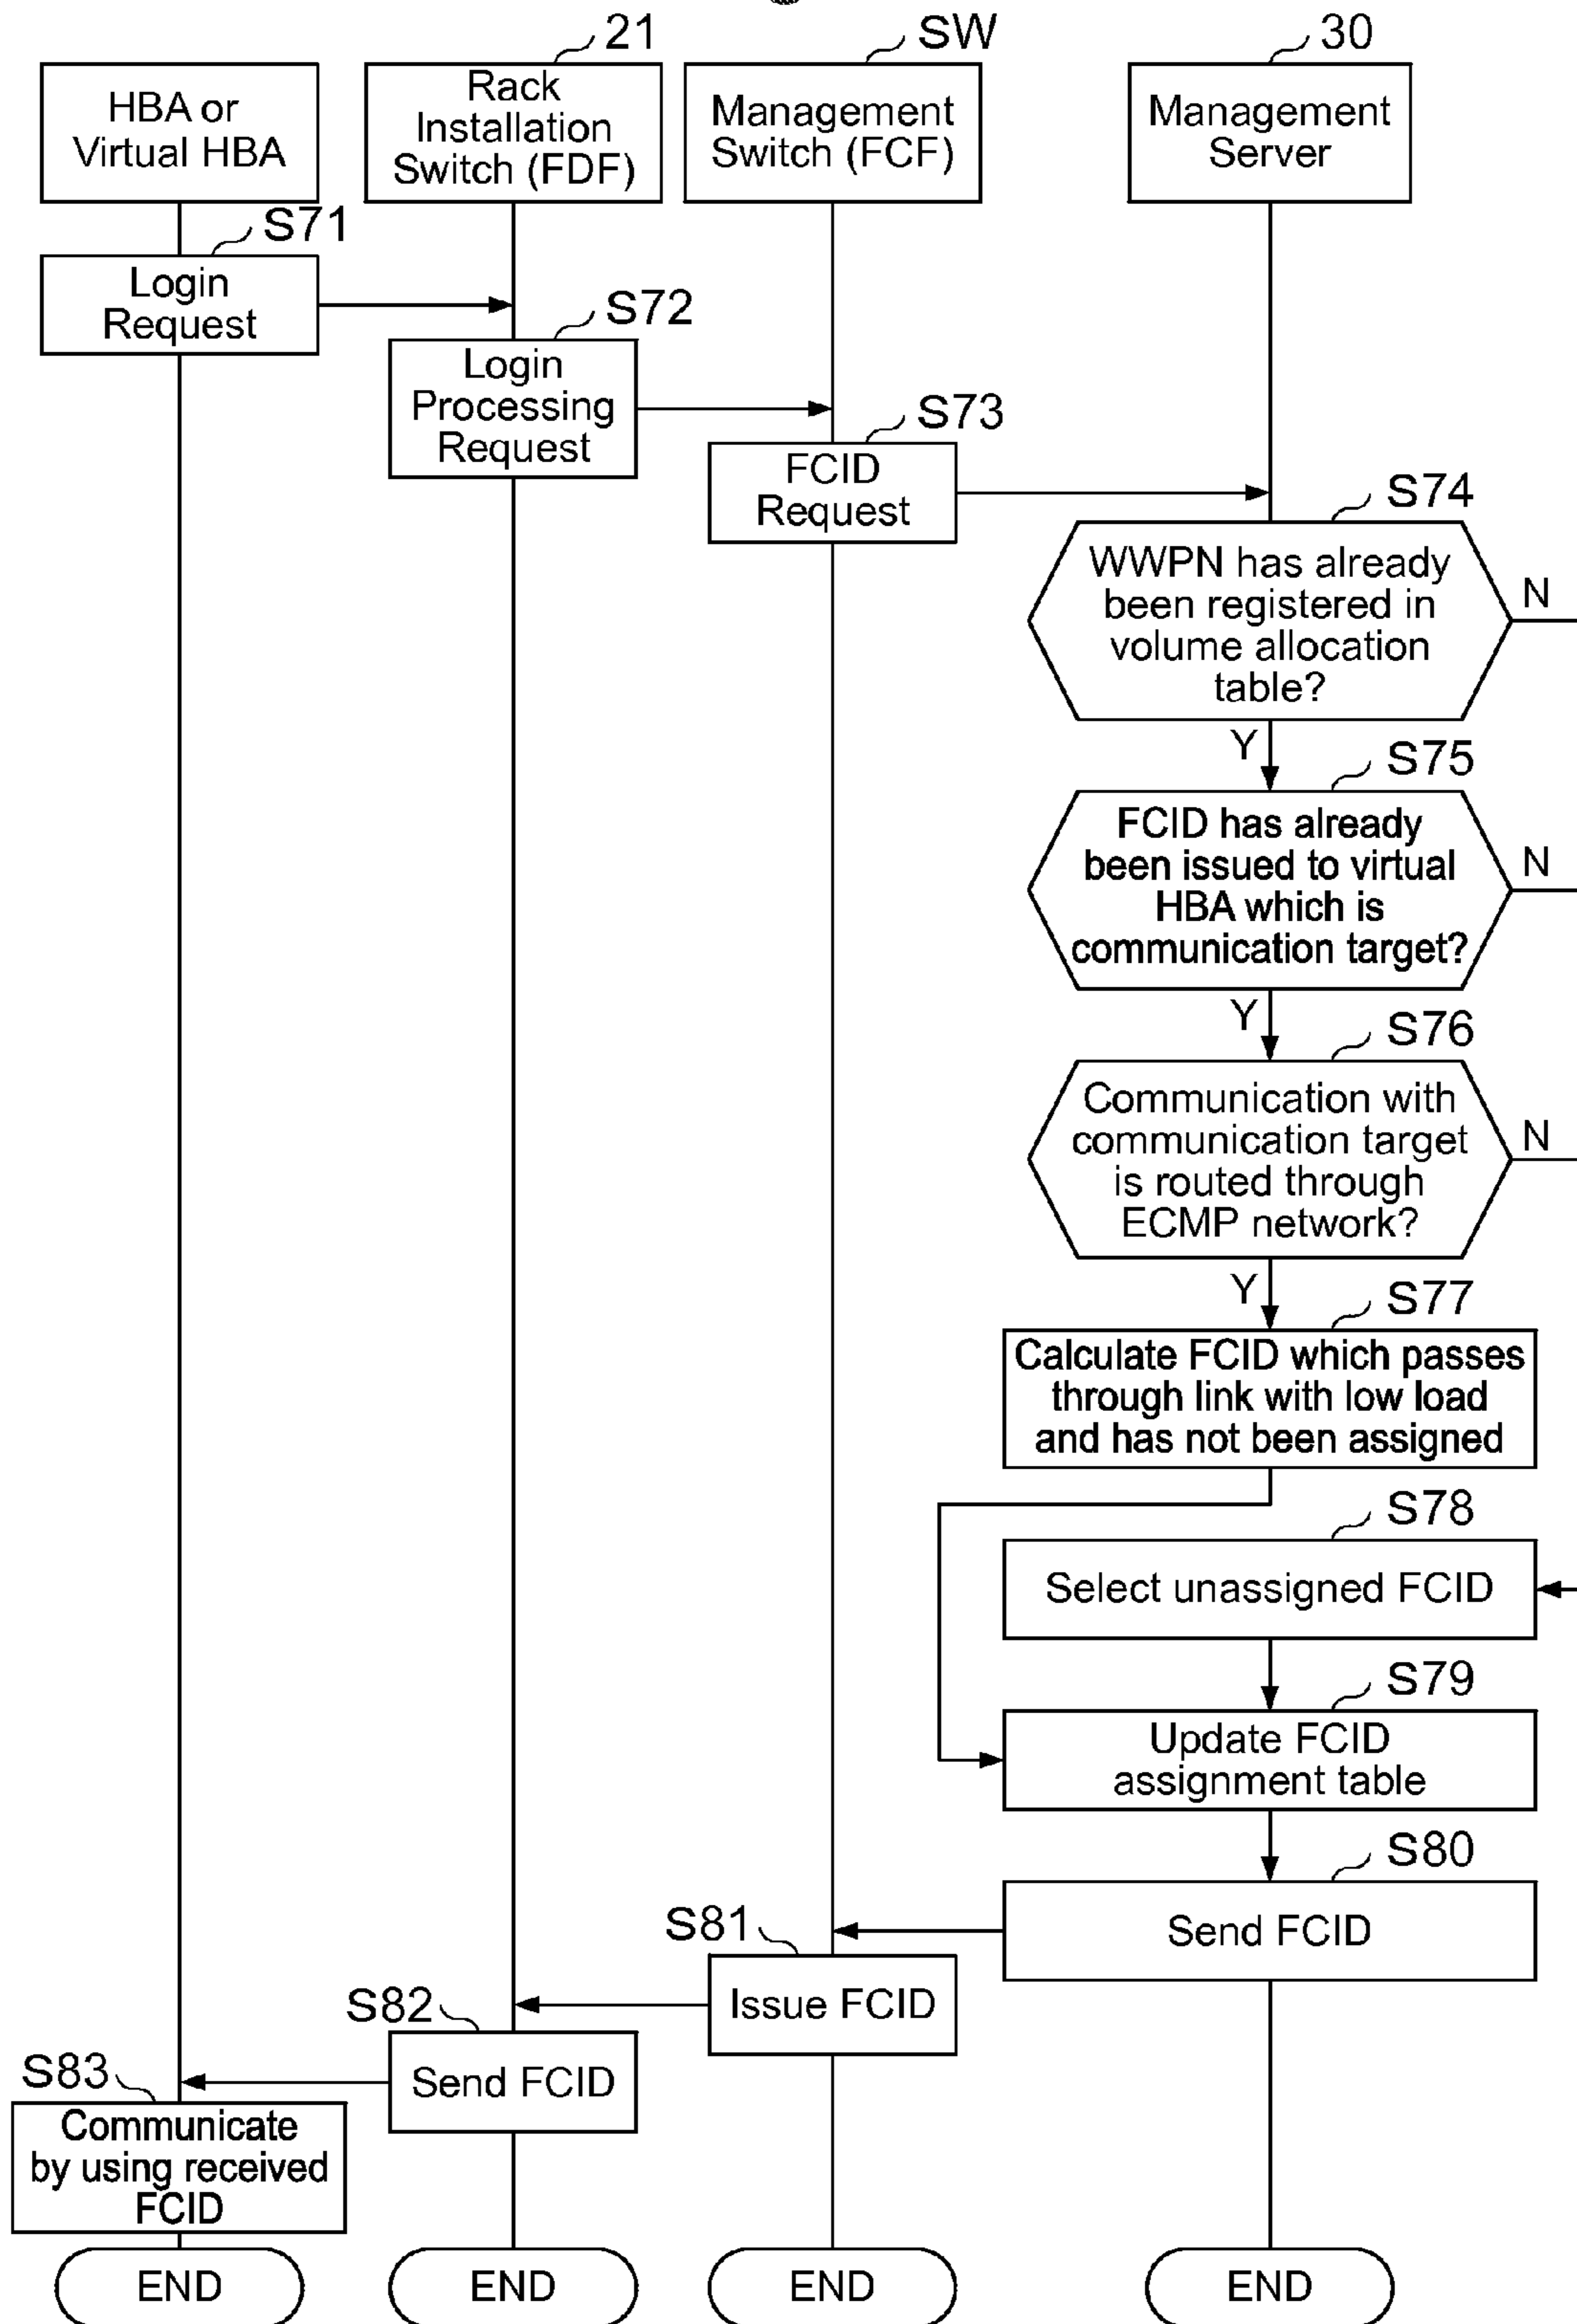 21
SW
30
HBA or
Virtual HBA
Rack
Installation
Switch (FDF)
Management
Switch (FCF)
Management
Server
S71
Login
Request
S72
Login
Processing
Request
S73
FCID
Request
S74
WWPN has already
been registered in
volume allocation
table?
N
Y
S75
FCID has already
been issued to virtual
HBA which is
communication target?
N
Y
S76
Communication with
communication target
is routed through
ECMP network?
N
Y
S77
Calculate FCID which passes
through link with low load
and has not been assigned
S78
Select unassigned FCID
S79
Update FCID
assignment table
S80
Send FCID
S81
Issue FCID
S82
Send FCID
S83
Communicate
by using received
FCID
END
END
END
END